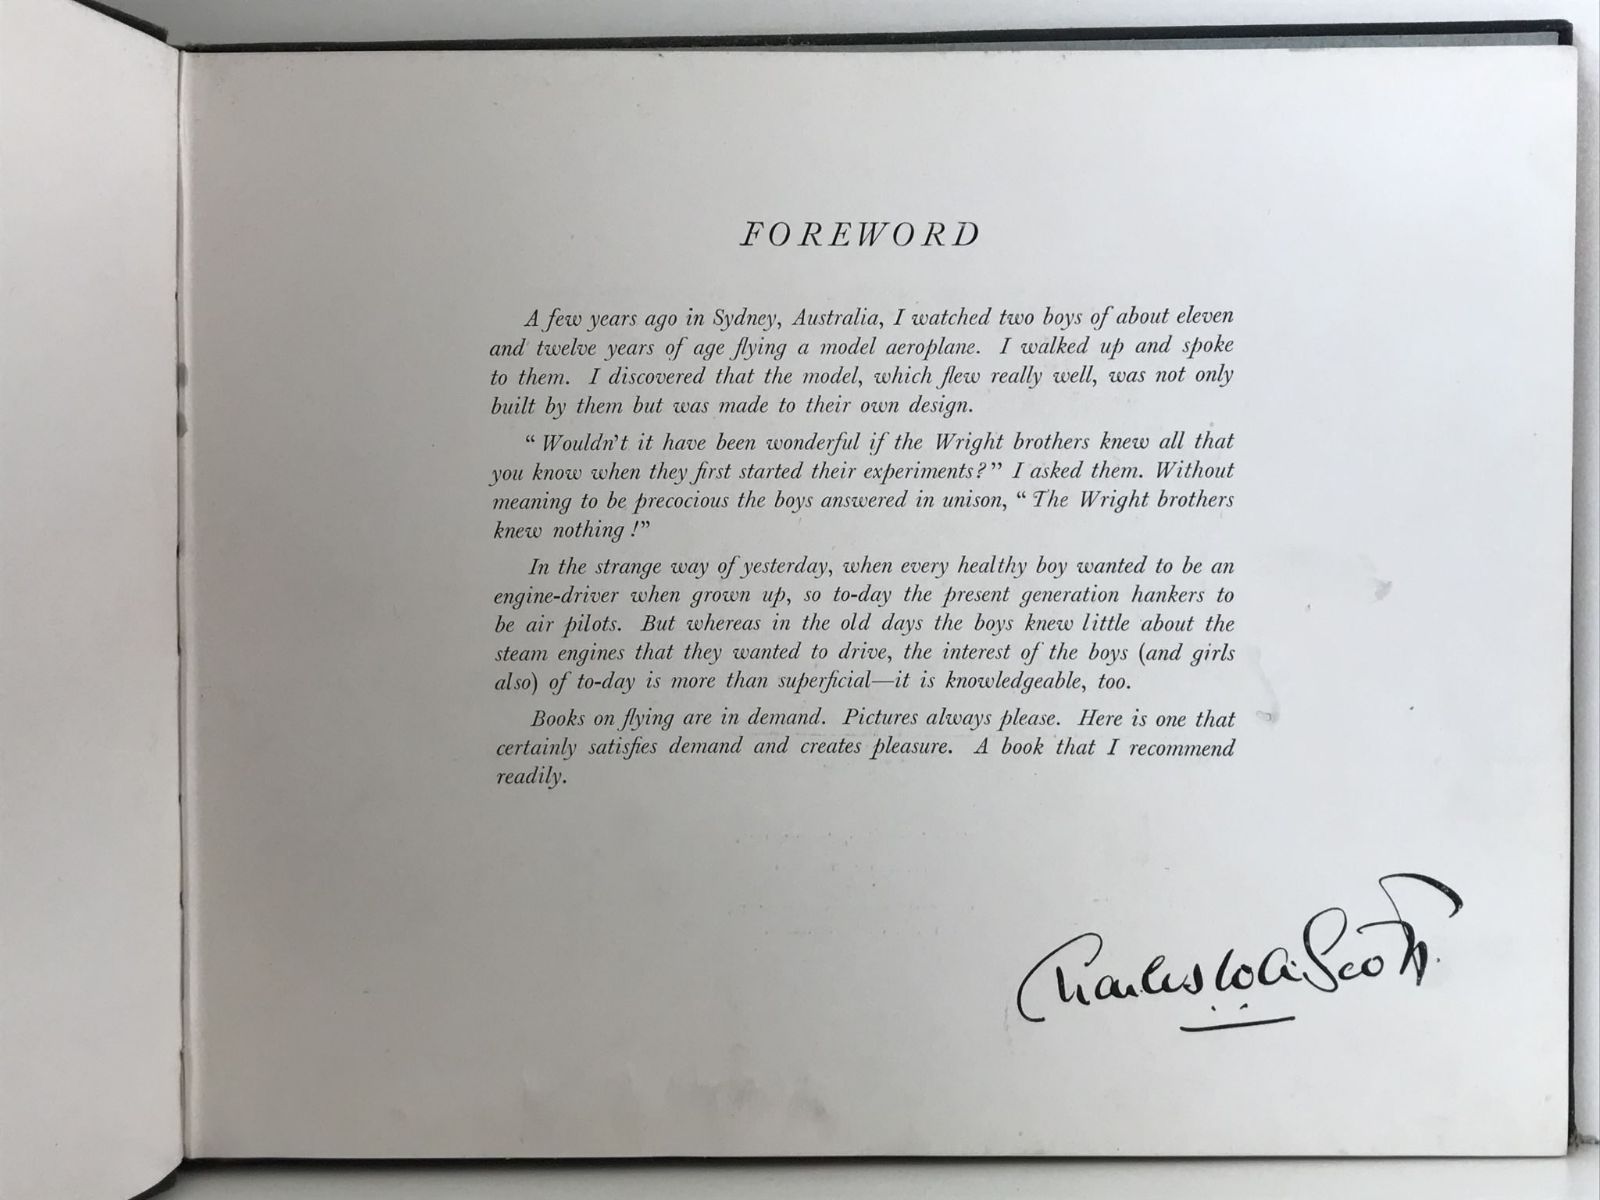 FOREWORD
A few years ago in Sydney, Australia, I watched two boys of about eleven
and twelve years of age flying a model aeroplane. I walked up and spoke
to them. I discovered that the model, which flew really well, was not only
built by them but was made to their own design.
“ Wouldn't it have been wonderful if the Wright brothers knew all that
you know when they first started their experiments?” I asked them. Without
meaning to be precocious the boys answered in unison, “ The Wright brothers
knew nothing !”
In the strange way of yesterday, when every healthy boy wanted to be an
engine-driver when grown up, so to-day the present generation hankers to
be air pilots. But whereas in the old days the boys knew little about the
steam engines that they wanted to drive, the interest of the boys (and girls
also) of to-day is more than superficial—it is knowledgeable, too.
Books on flying are in demand. Pictures always please. Here is one that
certainly satisfies demand and creates pleasure. A book that I recommend
readily.
Charles W A Scott.